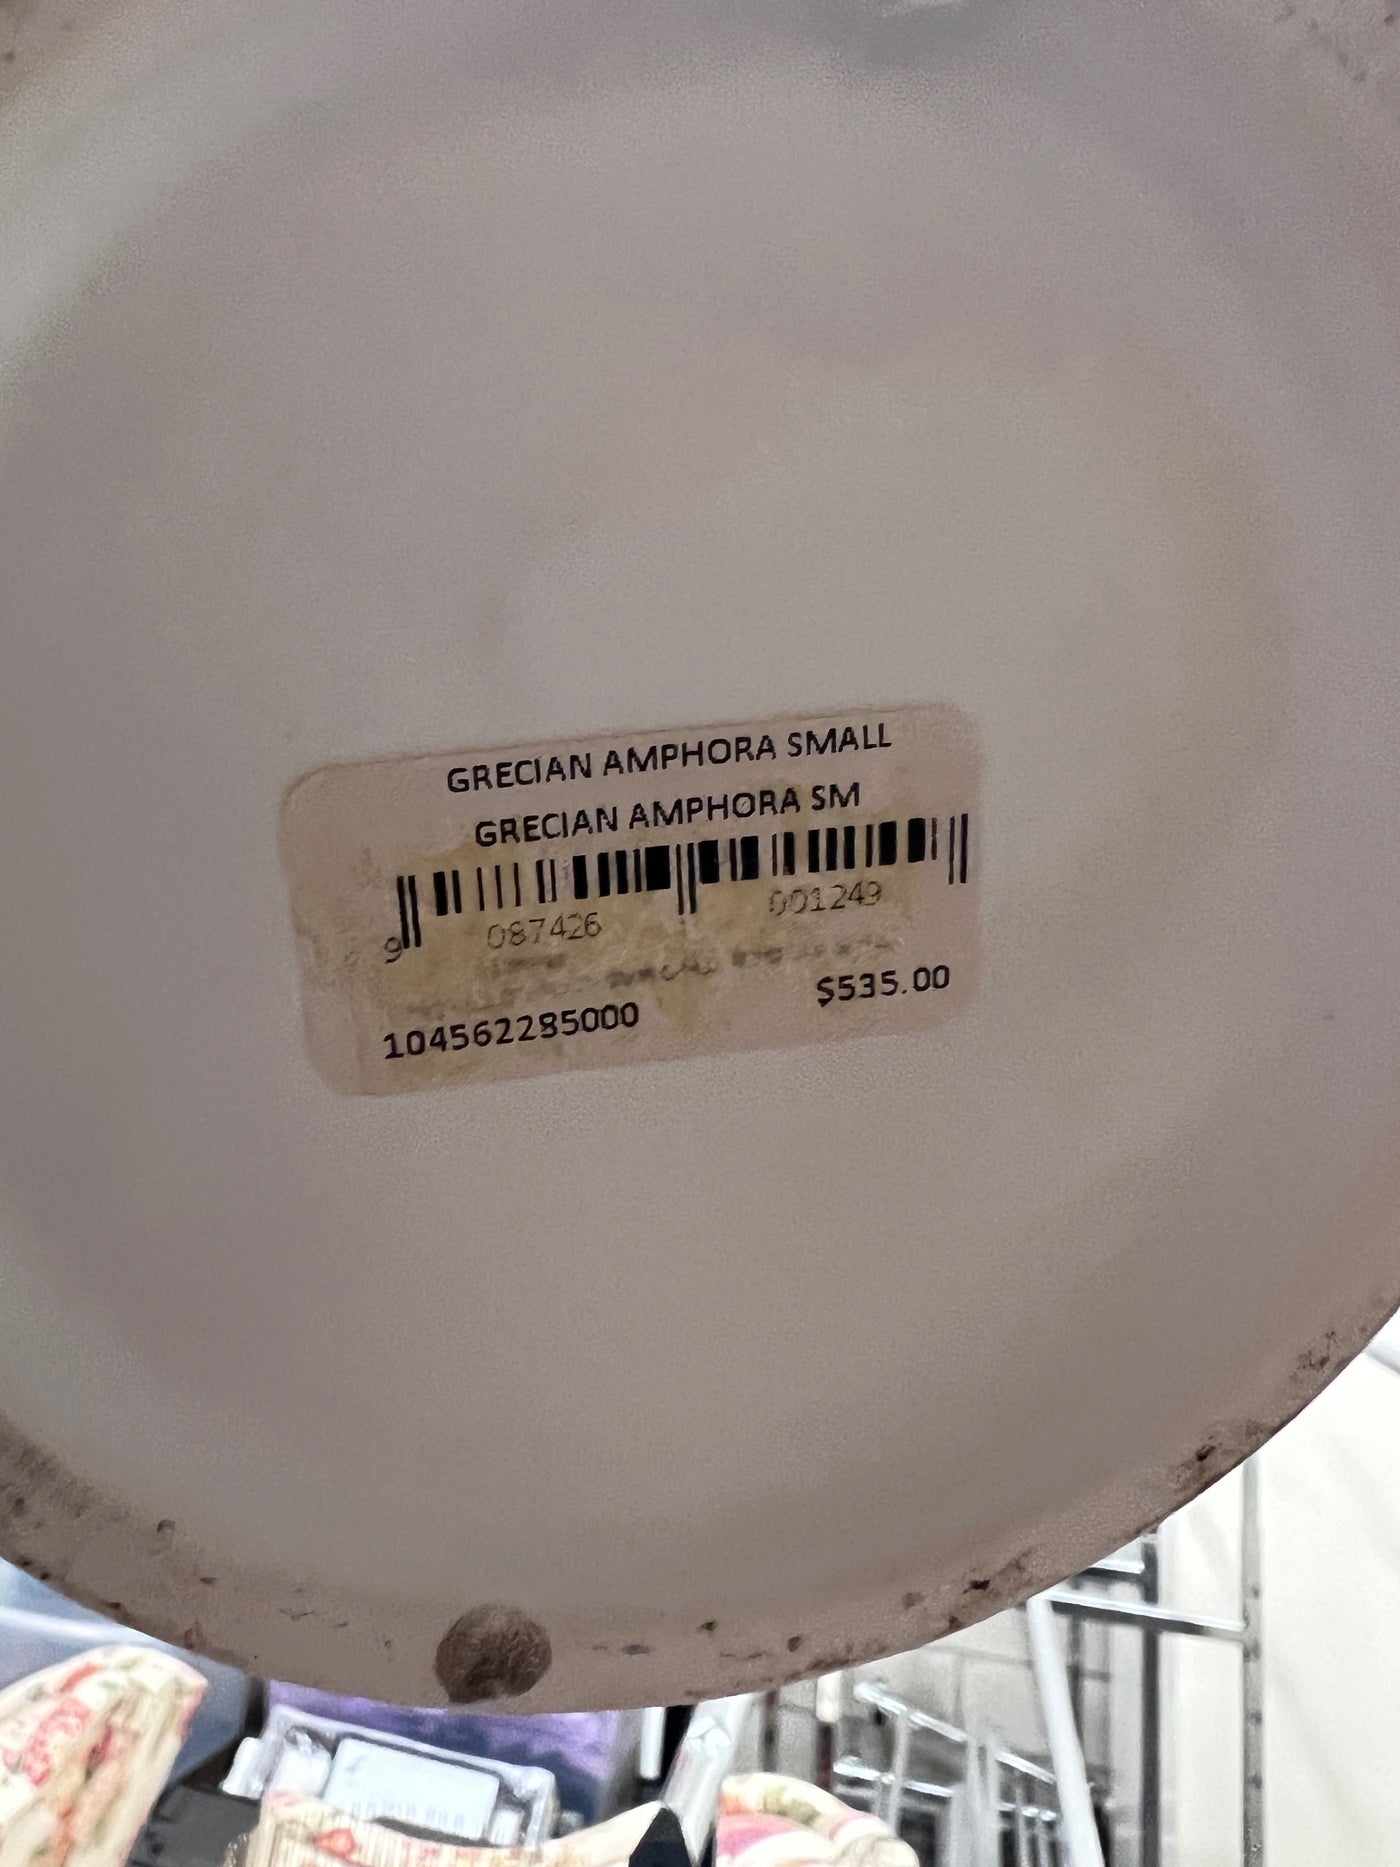 GRECIAN AMPHORA SMALL
GRECIAN AMPHORA SM
9 087426 001249
104562285000 $535.00